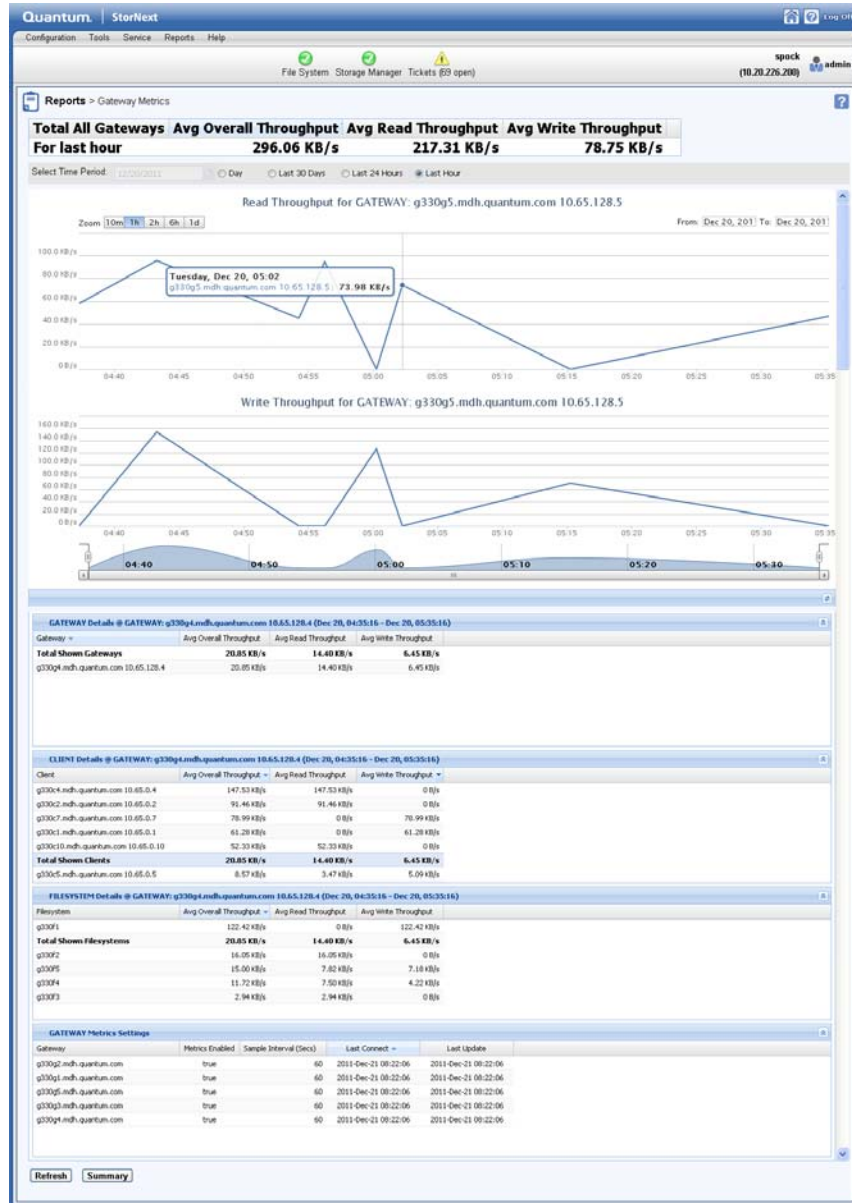 Quantum. StorNext Log Off
Configuration Tools Service Reports Help
File System Storage Manager Tickets (69 open)
spock
(10.20.226.200)
admin
Reports > Gateway Metrics
Total All Gateways Avg Overall Throughput Avg Read Throughput Avg Write Throughput
For last hour 296.06 KB/s 217.31 KB/s 78.75 KB/s
Select Time Period: 12/20/2011 Day Last 30 Days Last 24 Hours Last Hour
Read Throughput for GATEWAY: g330g5.mdh.quantum.com 10.65.128.5
Zoom 10m 1h 2h 6h 1d From: Dec 20, 201 To: Dec 20, 201
100.0 KB/s
80.0 KB/s
Tuesday, Dec 20, 05:02
g330g5.mdh.quantum.com 10.65.128.5: 73.98 KB/s
60.0 KB/s
40.0 KB/s
20.0 KB/s
0 B/s
04:40 04:45 04:50 04:55 05:00 05:05 05:10 05:15 05:20 05:25 05:30 05:35
Write Throughput for GATEWAY: g330g5.mdh.quantum.com 10.65.128.5
160.0 KB/s
140.0 KB/s
120.0 KB/s
100.0 KB/s
80.0 KB/s
60.0 KB/s
40.0 KB/s
20.0 KB/s
0 B/s
04:40 04:45 04:50 04:55 05:00 05:05 05:10 05:15 05:20 05:25 05:30 05:35
04:40 04:50 05:00 05:10 05:20 05:30
GATEWAY Details @ GATEWAY: g330g4.mdh.quantum.com 10.65.128.4 (Dec 20, 04:35:16 - Dec 20, 05:35:16)
Gateway Avg Overall Throughput Avg Read Throughput Avg Write Throughput
Total Shown Gateways 20.85 KB/s 14.40 KB/s 6.45 KB/s
g330g4.mdh.quantum.com 10.65.128.4 20.85 KB/s 14.40 KB/s 6.45 KB/s
CLIENT Details @ GATEWAY: g330g4.mdh.quantum.com 10.65.128.4 (Dec 20, 04:35:16 - Dec 20, 05:35:16)
Client Avg Overall Throughput Avg Read Throughput Avg Write Throughput
g330c4.mdh.quantum.com 10.65.0.4 147.53 KB/s 147.53 KB/s 0 B/s
g330c2.mdh.quantum.com 10.65.0.2 91.46 KB/s 91.46 KB/s 0 B/s
g330c7.mdh.quantum.com 10.65.0.7 78.99 KB/s 0 B/s 78.99 KB/s
g330c1.mdh.quantum.com 10.65.0.1 61.28 KB/s 0 B/s 61.28 KB/s
g330c10.mdh.quantum.com 10.65.0.10 52.33 KB/s 52.33 KB/s 0 B/s
Total Shown Clients 20.85 KB/s 14.40 KB/s 6.45 KB/s
g330c5.mdh.quantum.com 10.65.0.5 8.57 KB/s 3.47 KB/s 5.09 KB/s
FILESYSTEM Details @ GATEWAY: g330g4.mdh.quantum.com 10.65.128.4 (Dec 20, 04:35:16 - Dec 20, 05:35:16)
Filesystem Avg Overall Throughput Avg Read Throughput Avg Write Throughput
g330f1 122.42 KB/s 0 B/s 122.42 KB/s
Total Shown Filesystems 20.85 KB/s 14.40 KB/s 6.45 KB/s
g330f2 16.05 KB/s 16.05 KB/s 0 B/s
g330f5 15.00 KB/s 7.82 KB/s 7.18 KB/s
g330f4 11.72 KB/s 7.50 KB/s 4.22 KB/s
g330f3 2.94 KB/s 2.94 KB/s 0 B/s
GATEWAY Metrics Settings
Gateway Metrics Enabled Sample Interval (Secs) Last Connect Last Update
g330g2.mdh.quantum.com true 60 2011-Dec-21 08:22:06 2011-Dec-21 08:22:06
g330g1.mdh.quantum.com true 60 2011-Dec-21 08:22:06 2011-Dec-21 08:22:06
g330g5.mdh.quantum.com true 60 2011-Dec-21 08:22:06 2011-Dec-21 08:22:06
g330g3.mdh.quantum.com true 60 2011-Dec-21 08:22:06 2011-Dec-21 08:22:06
g330g4.mdh.quantum.com true 60 2011-Dec-21 08:22:06 2011-Dec-21 08:22:06
Refresh Summary